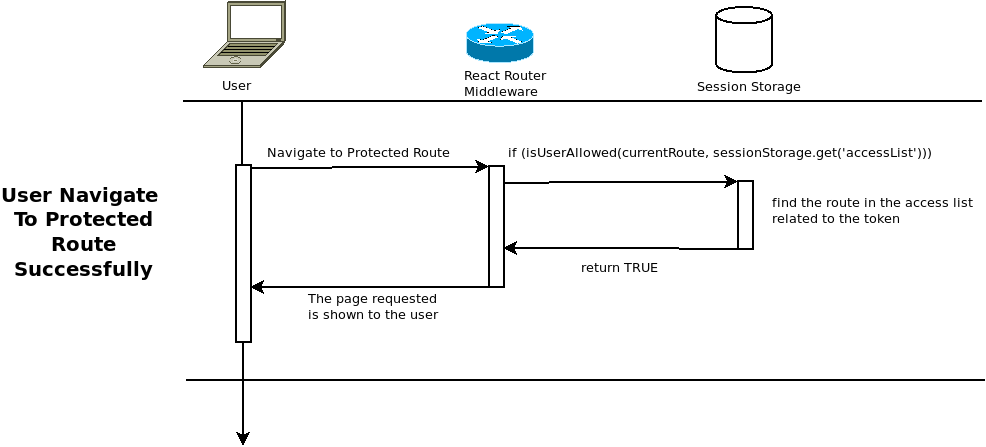 User
React Router
Middleware
Session Storage
Navigate to Protected Route
if (isUserAllowed(currentRoute, sessionStorage.get('accessList')))
User Navigate
To Protected
Route
Successfully
find the route in the access list
related to the token
return TRUE
The page requested
is shown to the user